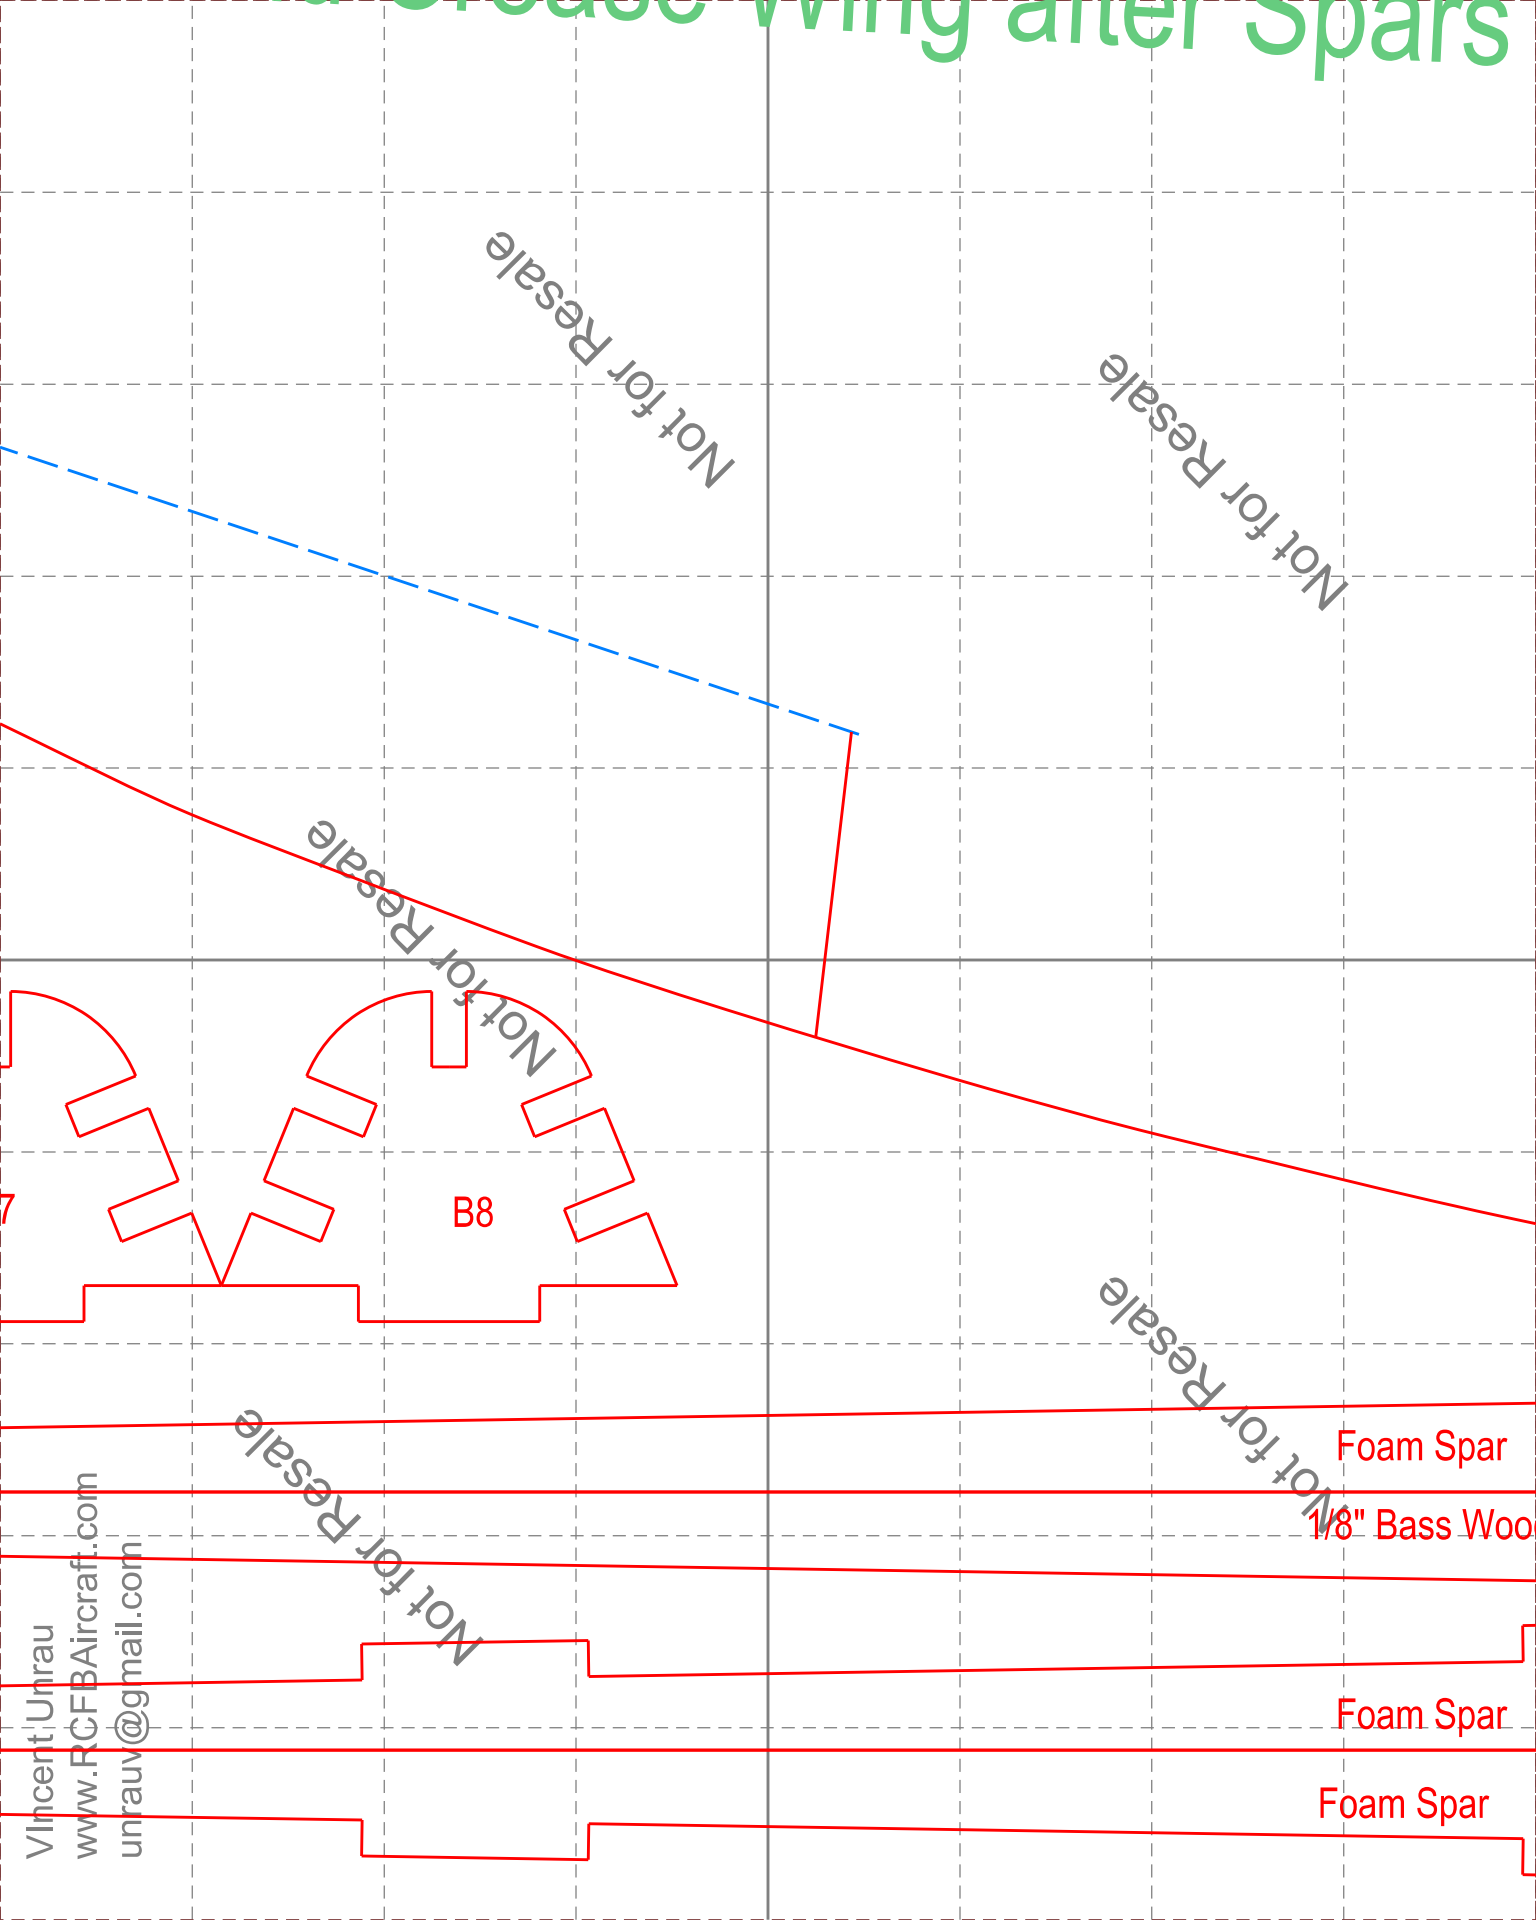 Crease Wing after Spars
Not for Resale
Not for Resale
Not for Resale
7
B8
Not for Resale
Foam Spar
Not for Resale
1/8" Bass
Foam Spar
Foam Spar
VIncent Unrau
www.RCFBAircraft.com
unrauv@gmail.com